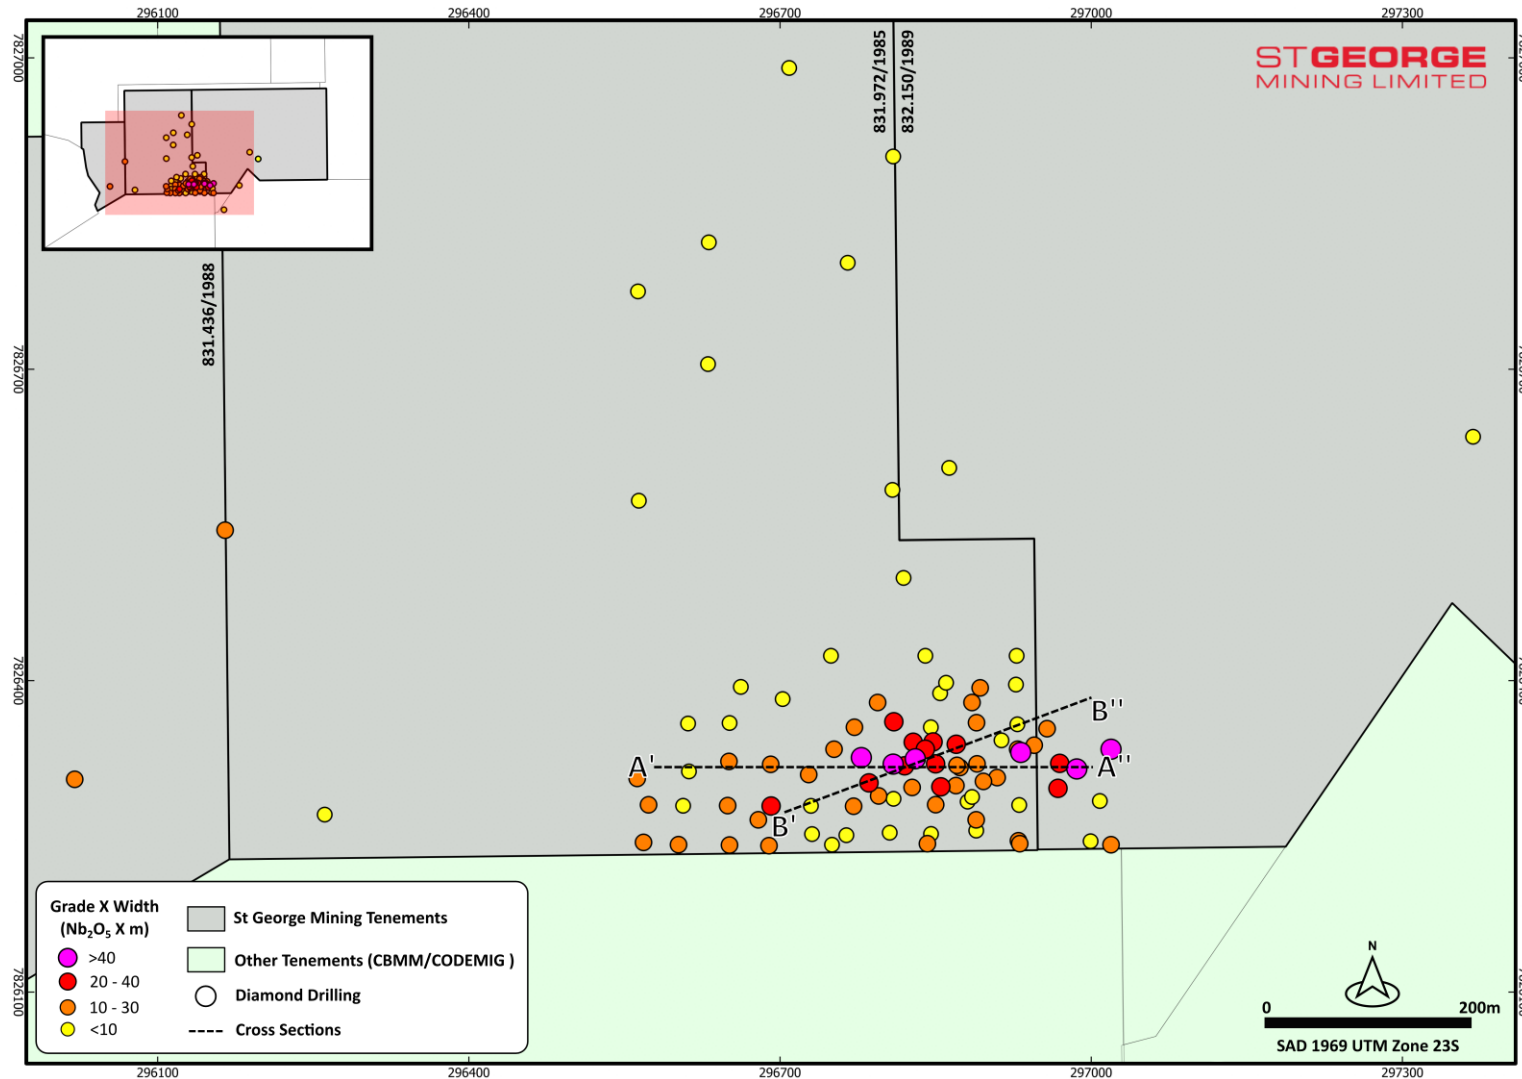 296100 296400 296700 297000 297300
7827000
831.972/1985
832.150/1989
STGEORGE
MINING LIMITED
831.436/1988
7826700
7826400
B''
A' A''
B'
Grade X Width
(Nb₂O₅ X m)
>40
20 - 40
10 - 30
<10
St George Mining Tenements
Other Tenements (CBMM/CODEMIG )
Diamond Drilling
Cross Sections
7826100
N
0 200m
SAD 1969 UTM Zone 23S
296100 296400 296700 297000 297300